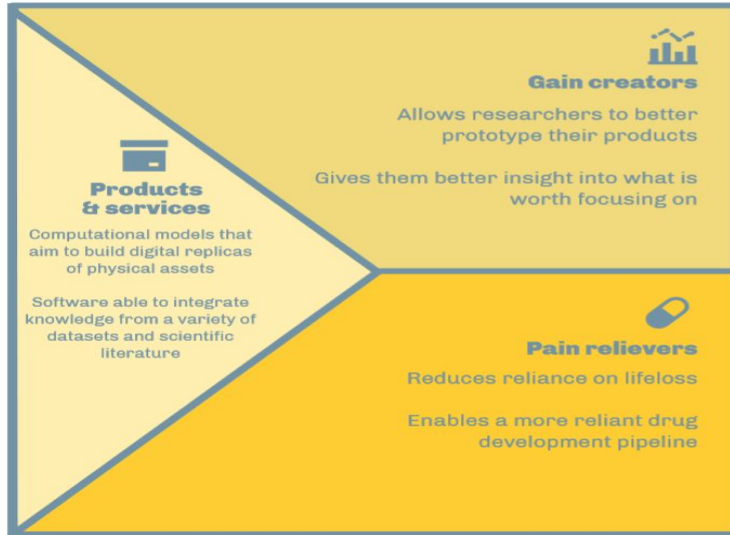 Products
& services
Computational models that
aim to build digital replicas
of physical assets
Software able to integrate
knowledge from a variety of
datasets and scientific
literature
Gain creators
Allows researchers to better
prototype their products
Gives them better insight into what is
worth focusing on
Pain relievers
Reduces reliance on lifeloss
Enables a more reliant drug
development pipeline